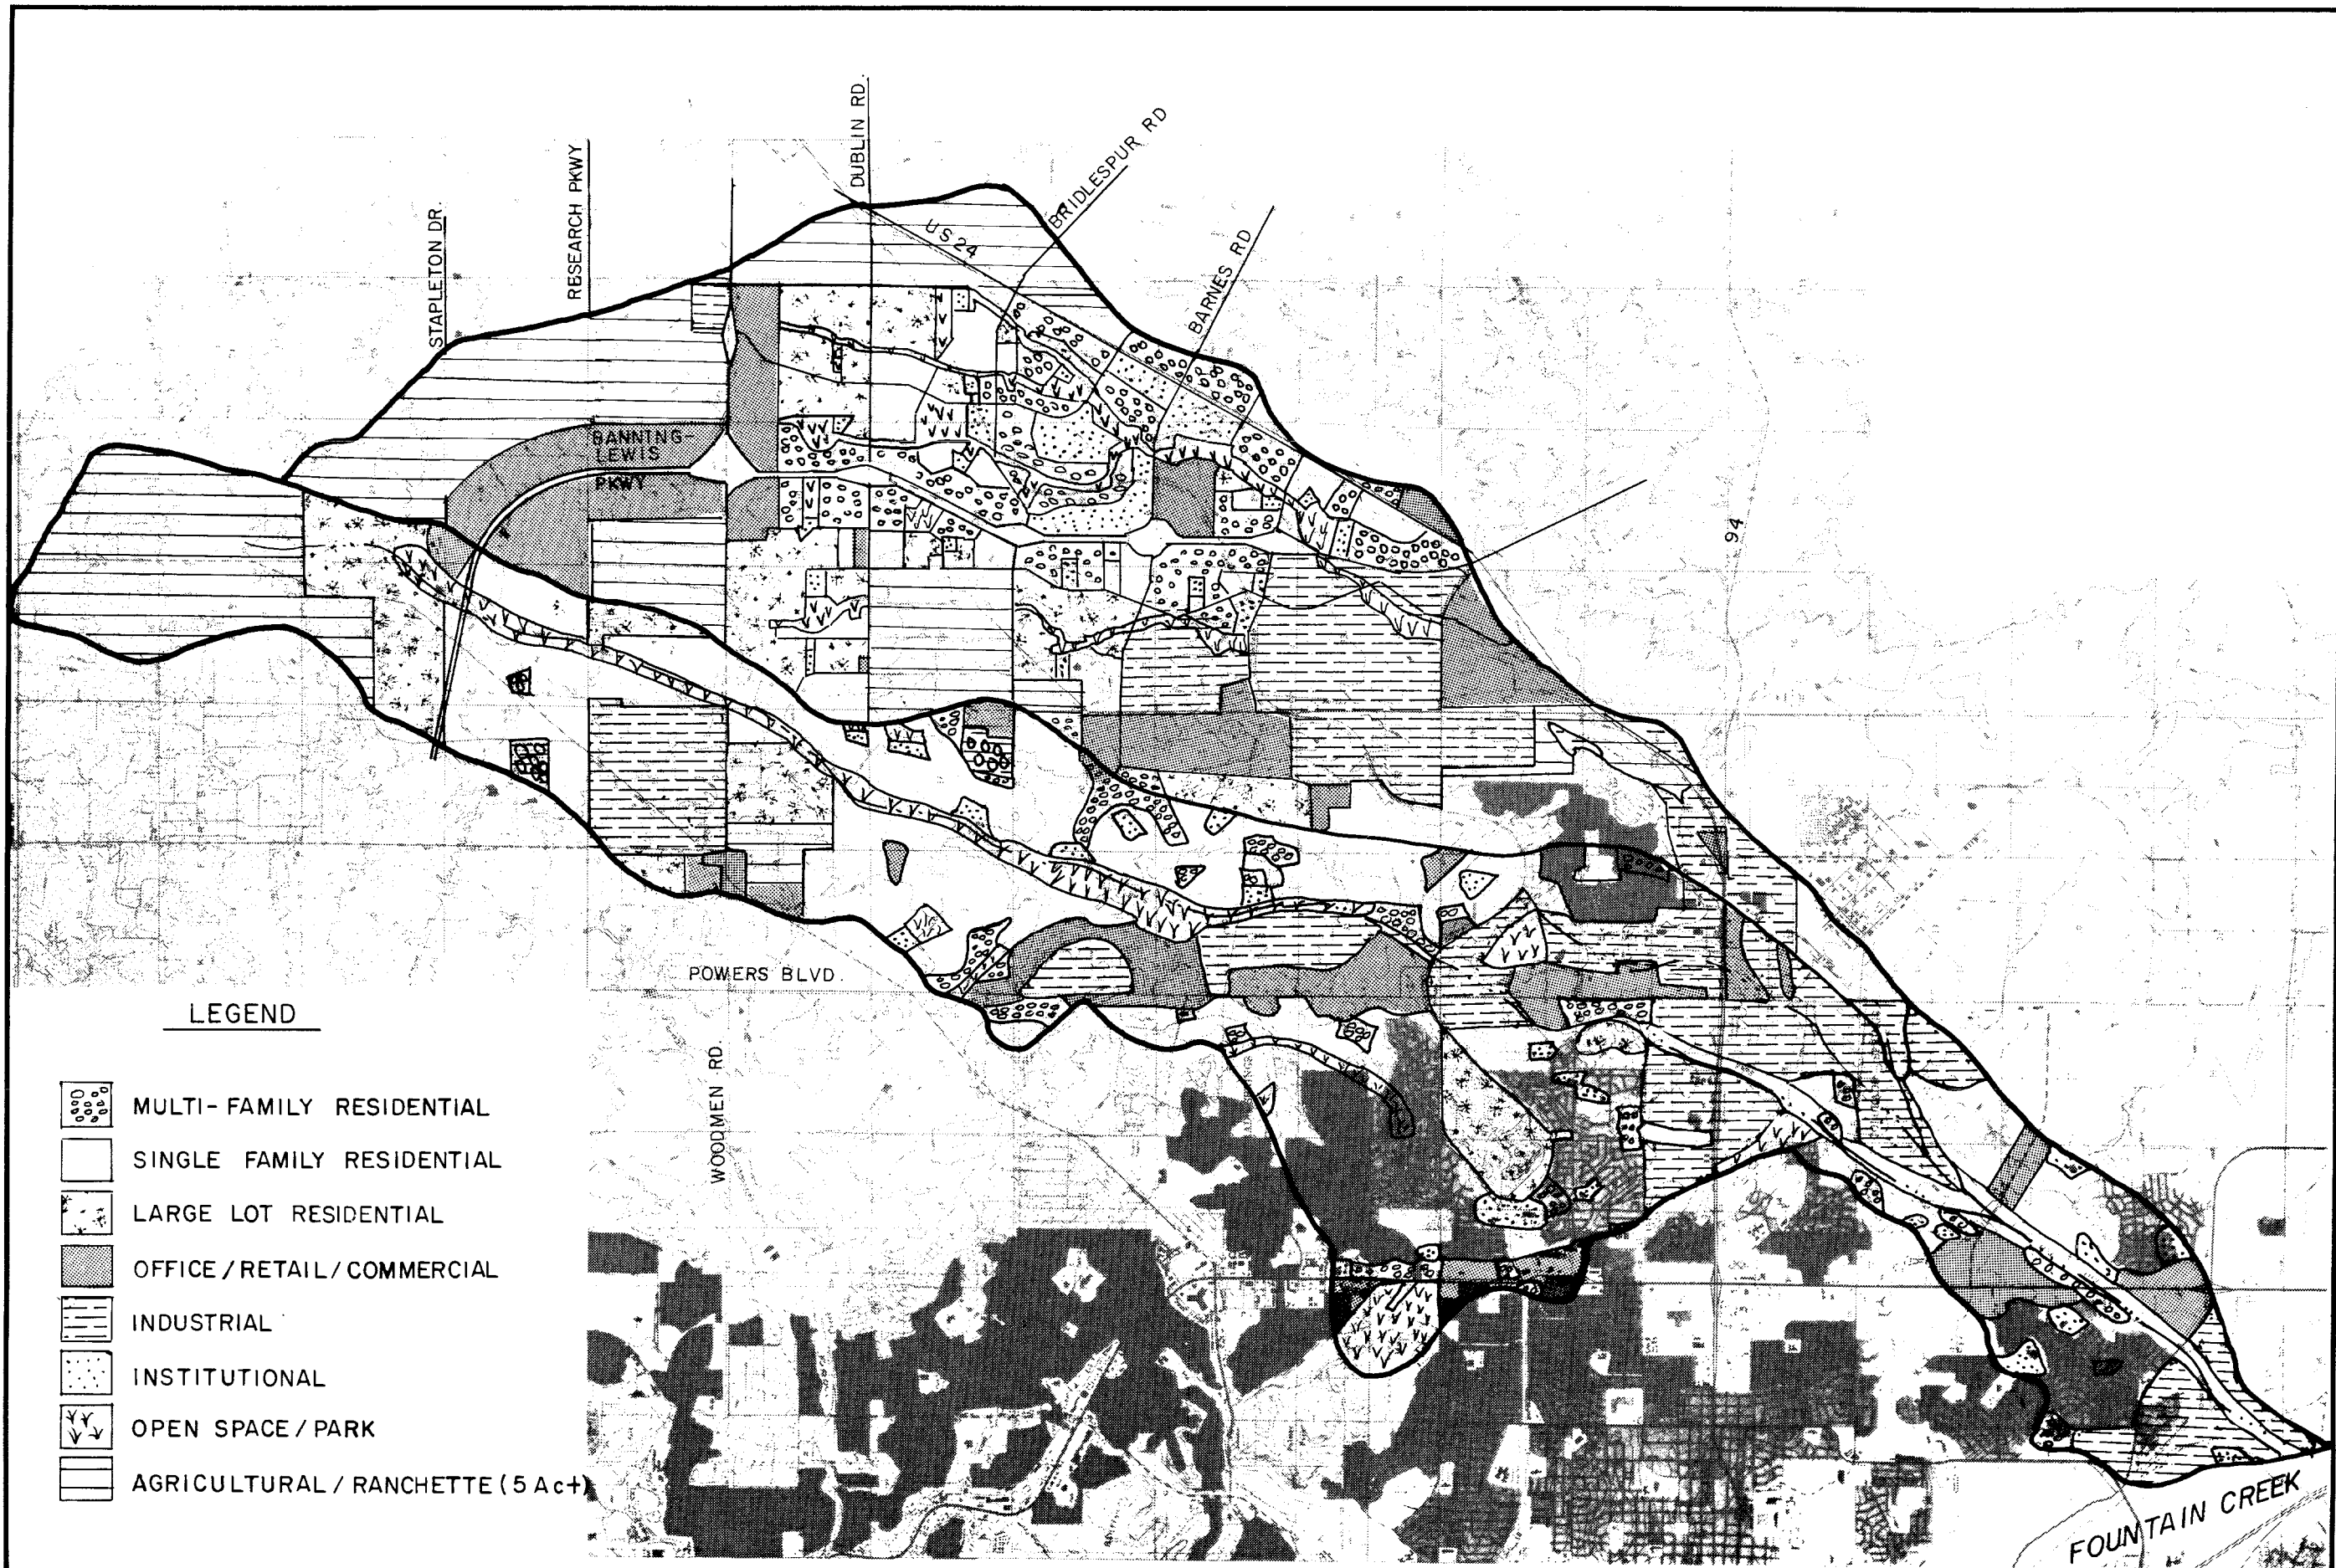 STAPLETON DR.
RESEARCH PKWY
DUBLIN RD.
BRIDLESPUR RD
BARNES RD
US 24
BANNING-
LEWIS
PKWY
94
POWERS BLVD.
WOODMEN RD.
LEGEND
MULTI-FAMILY RESIDENTIAL
SINGLE FAMILY RESIDENTIAL
LARGE LOT RESIDENTIAL
OFFICE/RETAIL/COMMERCIAL
INDUSTRIAL
INSTITUTIONAL
OPEN SPACE/PARK
AGRICULTURAL/RANCHETTE (5 Ac+)
FOUNTAIN CREEK